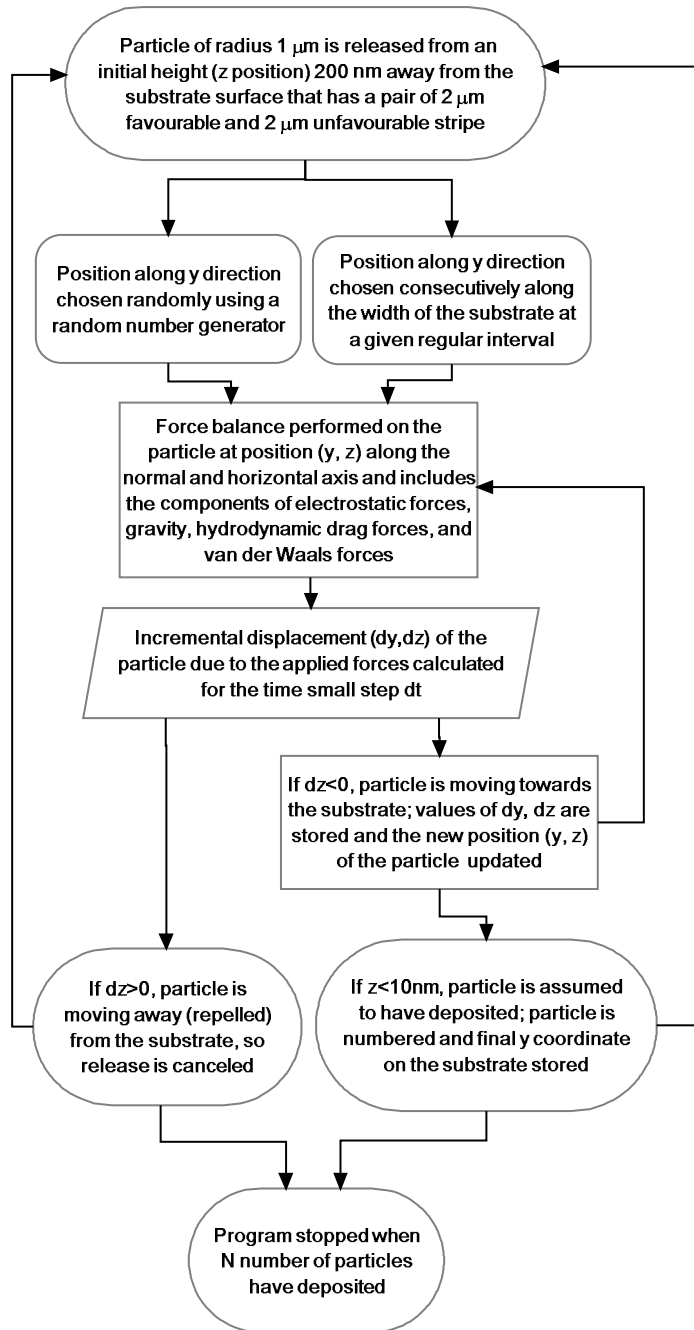 Particle of radius 1 μm is released from an
initial height (z position) 200 nm away from the
substrate surface that has a pair of 2 μm
favourable and 2 μm unfavourable stripe
Position along y direction
chosen randomly using a
random number generator
Position along y direction
chosen consecutively along
the width of the substrate at
a given regular interval
Force balance performed on the
particle at position (y, z) along the
normal and horizontal axis and includes
the components of electrostatic forces,
gravity, hydrodynamic drag forces, and
van der Waals forces
Incremental displacement (dy,dz) of the
particle due to the applied forces calculated
for the time small step dt
If dz<0, particle is moving towards
the substrate; values of dy, dz are
stored and the new position (y, z)
of the particle updated
If dz>0, particle is
moving away (repelled)
from the substrate, so
release is canceled
If z<10nm, particle is assumed
to have deposited; particle is
numbered and final y coordinate
on the substrate stored
Program stopped when
N number of particles
have deposited